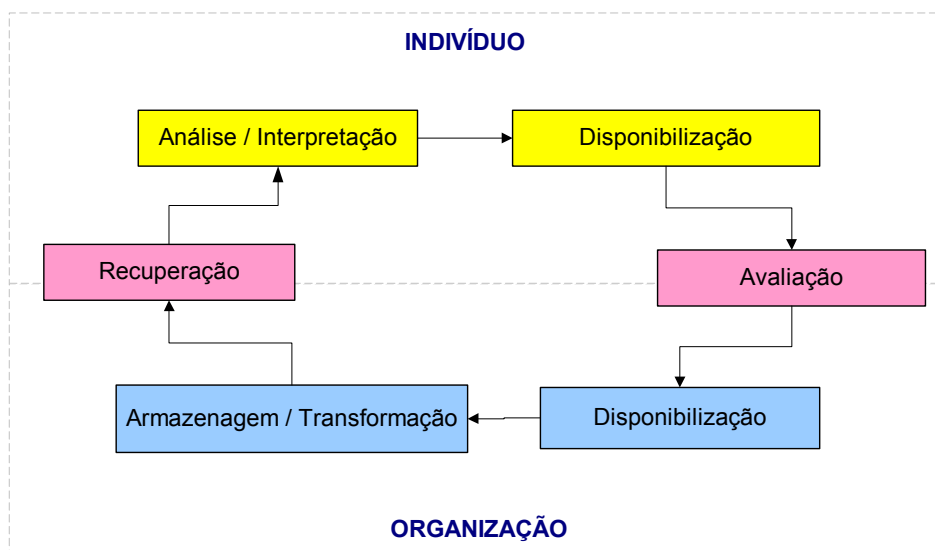 INDIVÍDUO
Análise / Interpretação
Disponibilização
Recuperação
Avaliação
Armazenagem / Transformação
Disponibilização
ORGANIZAÇÃO